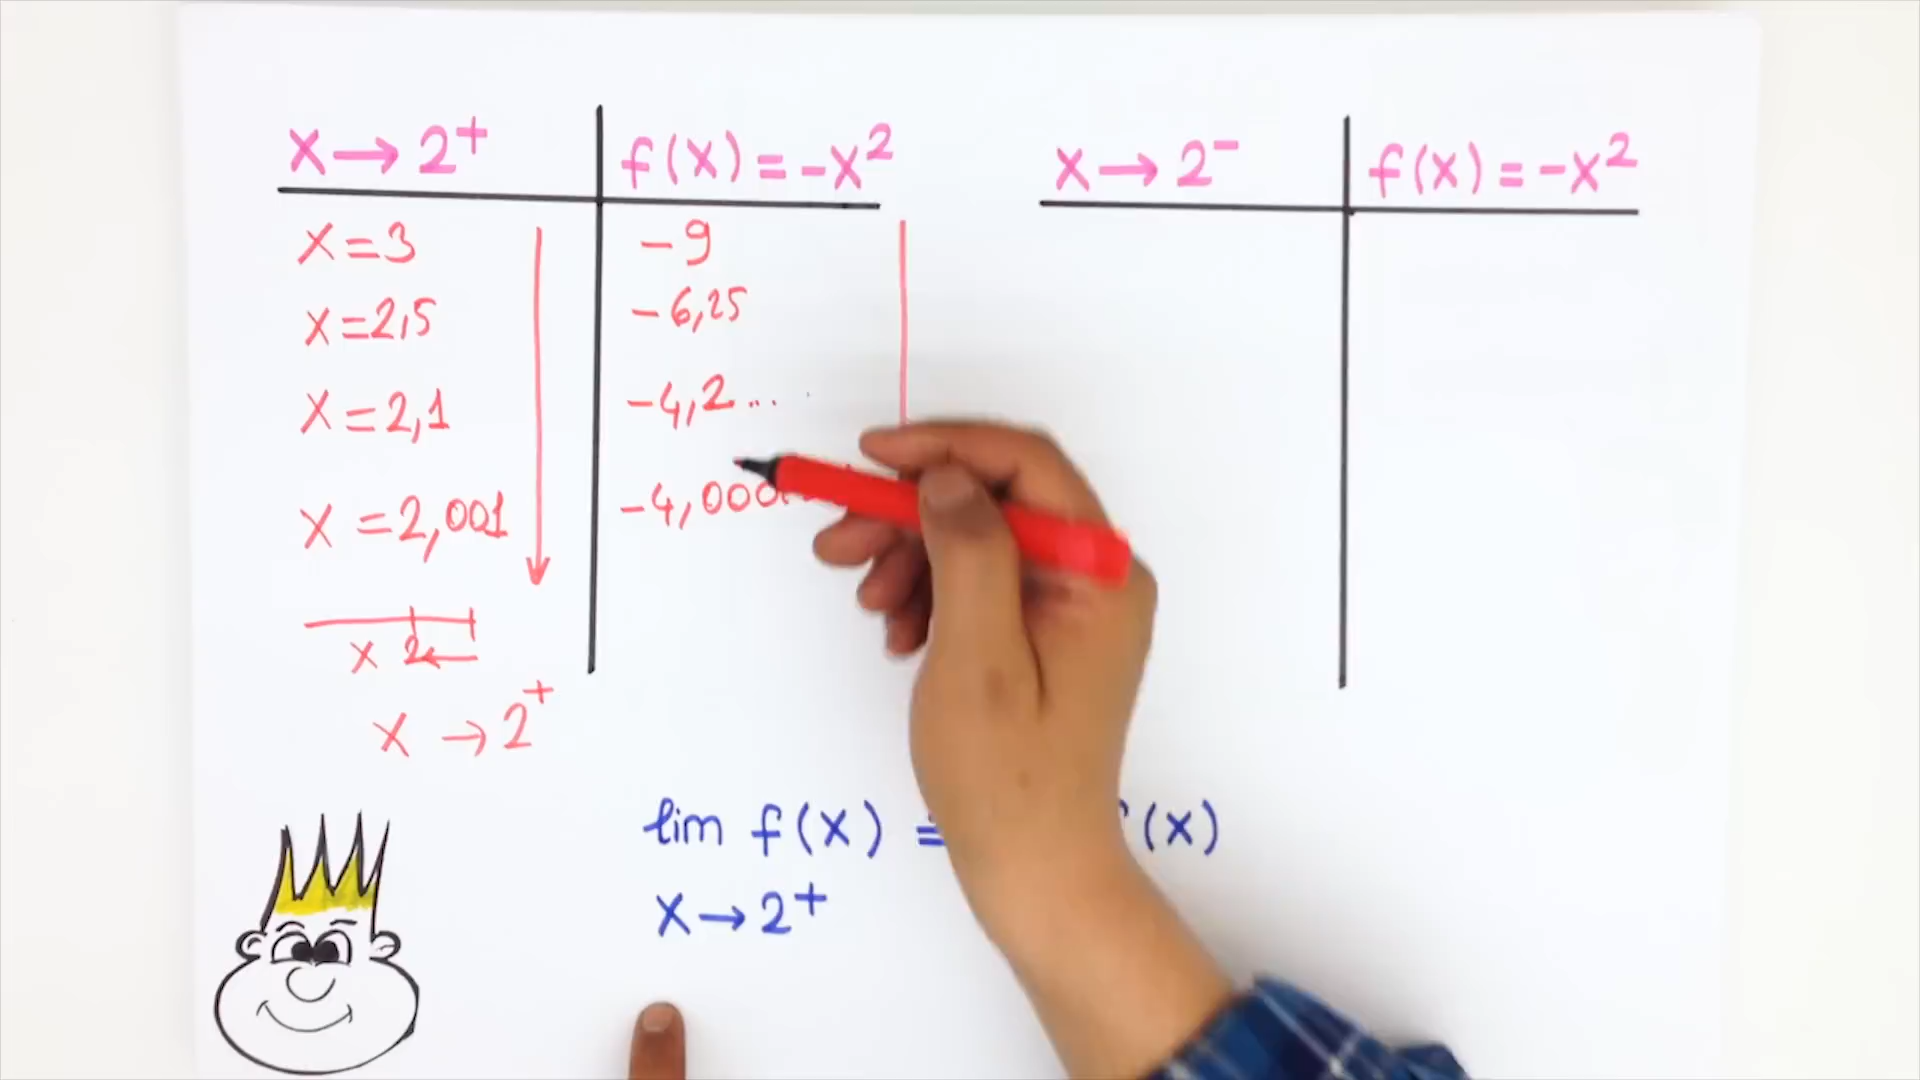 x → 2⁺ f(x) = -x²
x = 3 -9
x = 2,5 -6,25
x = 2,1 -4,2...
x = 2,001 -4,000
x 2
x → 2⁺
x → 2⁻ f(x) = -x²
lim f(x) = (x)
x → 2⁺